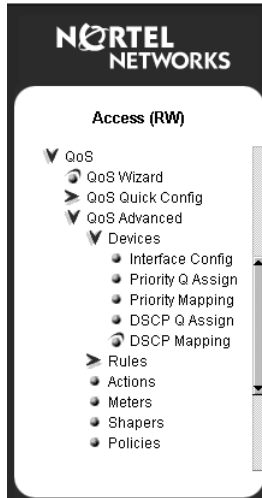 NORTEL
NETWORKS
Access (RW)
QoS
QoS Wizard
QoS Quick Config
QoS Advanced
Devices
Interface Config
Priority Q Assign
Priority Mapping
DSCP Q Assign
DSCP Mapping
Rules
Actions
Meters
Shapers
Policies